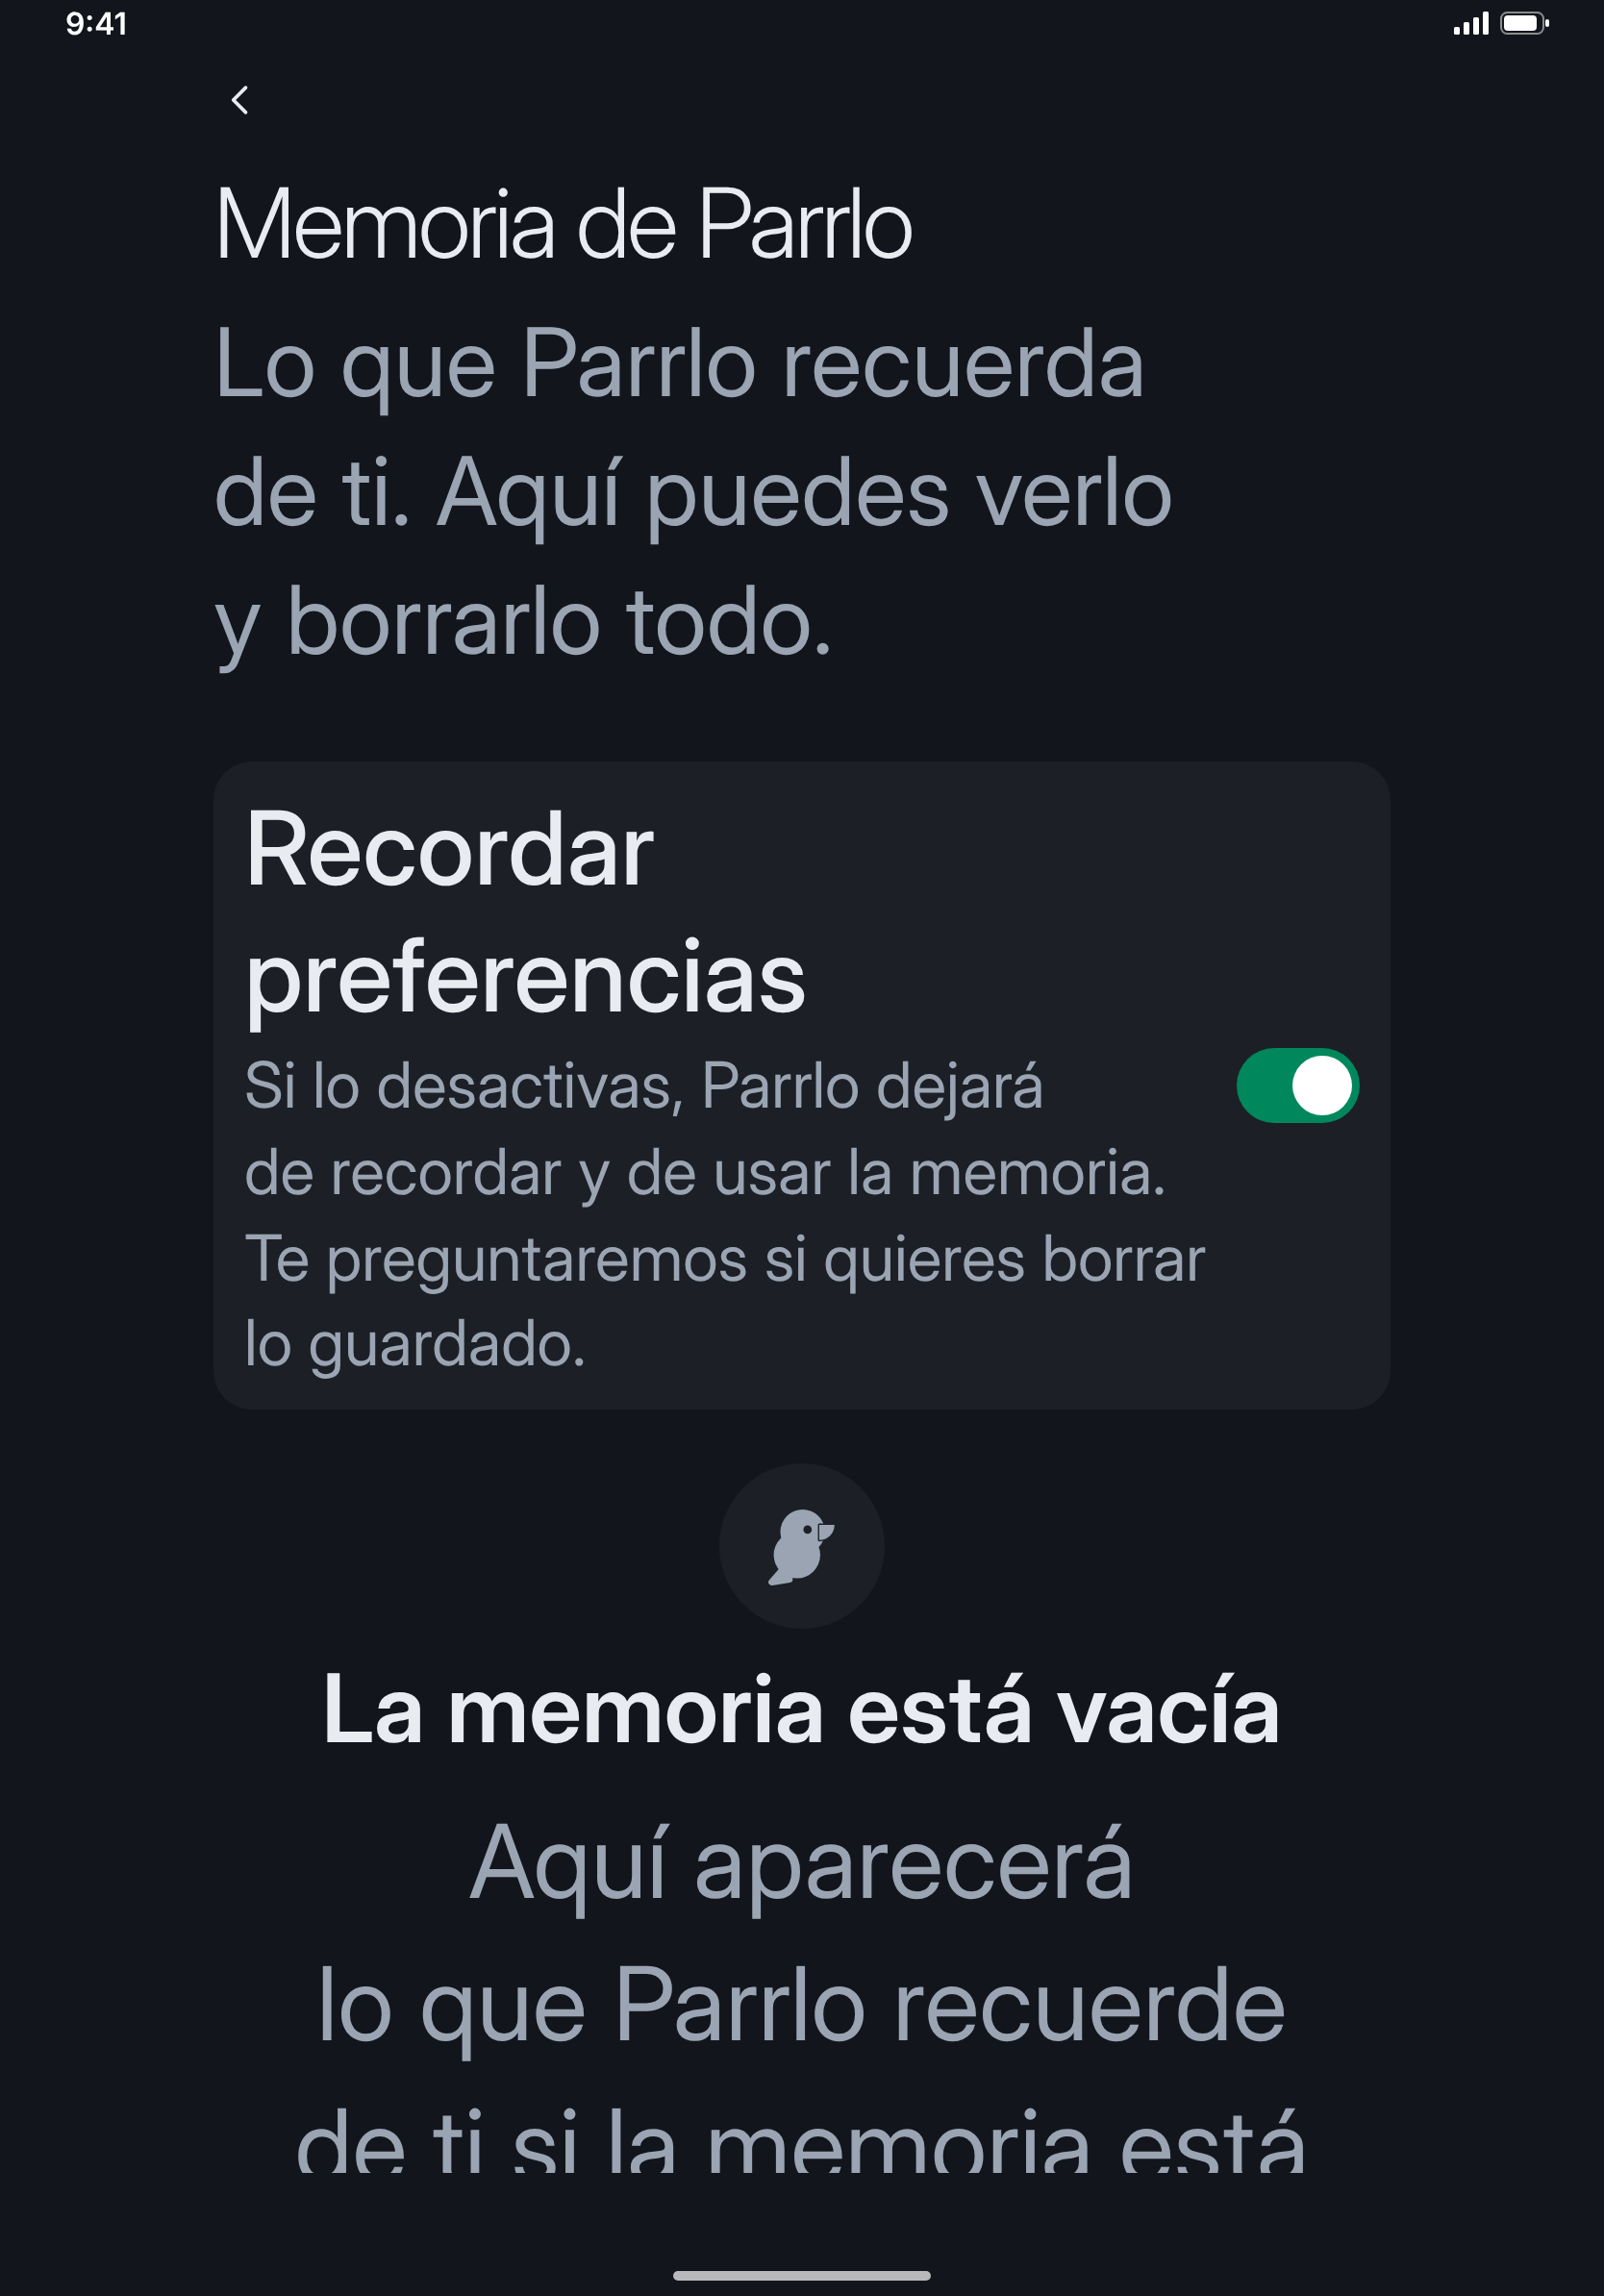 9:41
Memoria de Parrlo
Lo que Parrlo recuerda
de ti. Aquí puedes verlo
y borrarlo todo.
Recordar
preferencias
Si lo desactivas, Parrlo dejará
de recordar y de usar la memoria.
Te preguntaremos si quieres borrar
lo guardado.
La memoria está vacía
Aquí aparecerá
lo que Parrlo recuerde
de ti si la memoria está